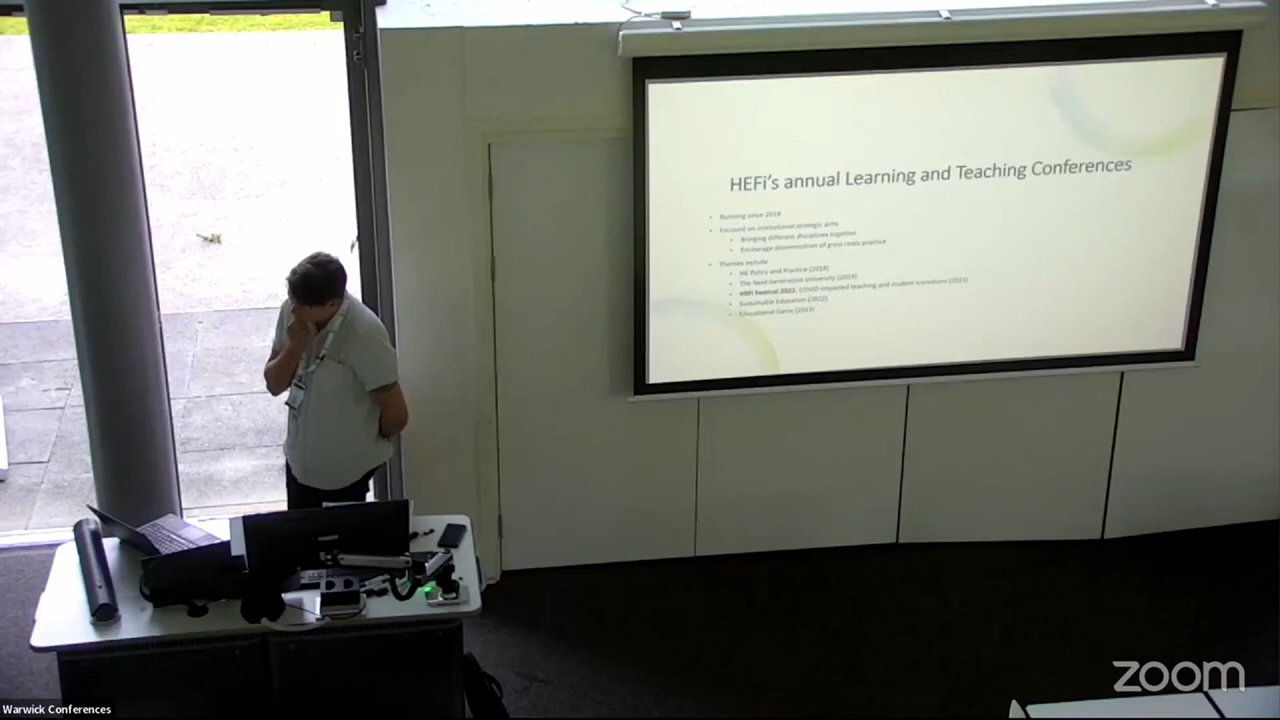 HEFi's annual Learning and Teaching Conferences
Running since 2018
Focused on institutional strategic aims
Bringing different disciplines together
Encourage dissemination of grass roots practice
Themes include
HE Policy and Practice (2018)
The Next Generation University (2019)
HEFi Festival 2021: COVID-impacted teaching and student transitions (2021)
Sustainable Education (2022)
Educational Gains (2023)
zoom
Warwick Conferences